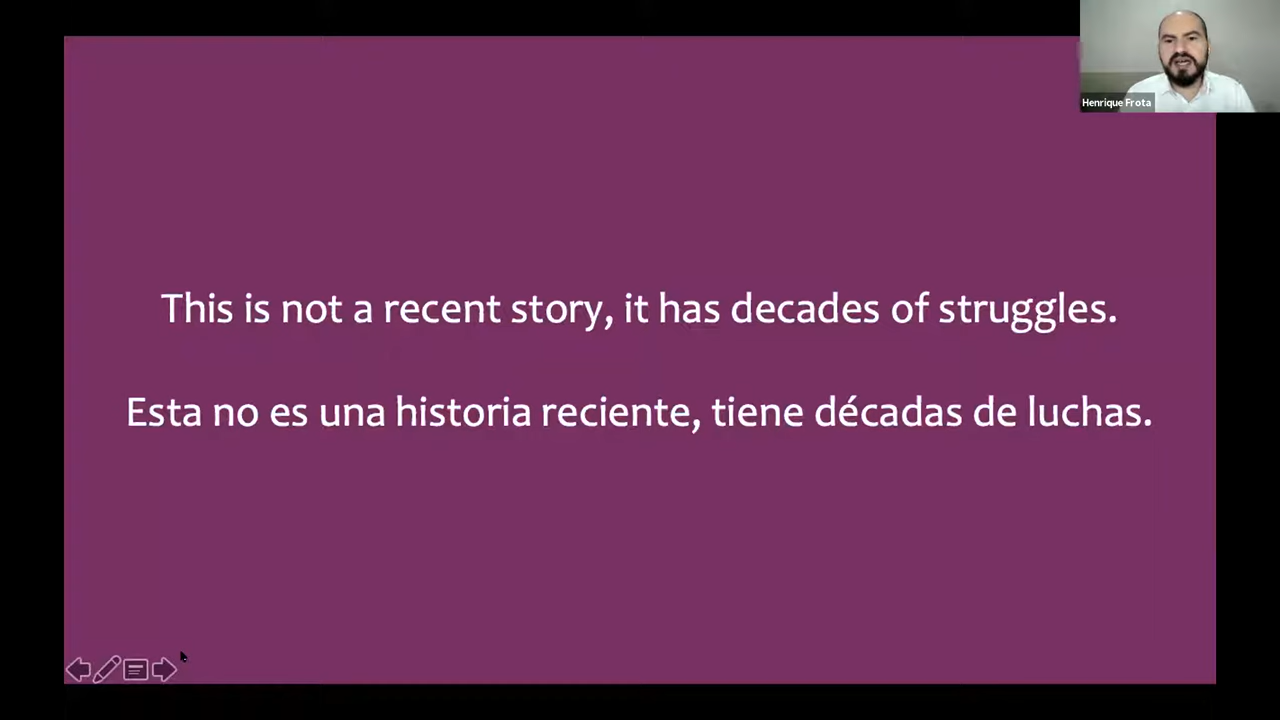 Henrique Frota
This is not a recent story, it has decades of struggles.
Esta no es una historia reciente, tiene décadas de luchas.